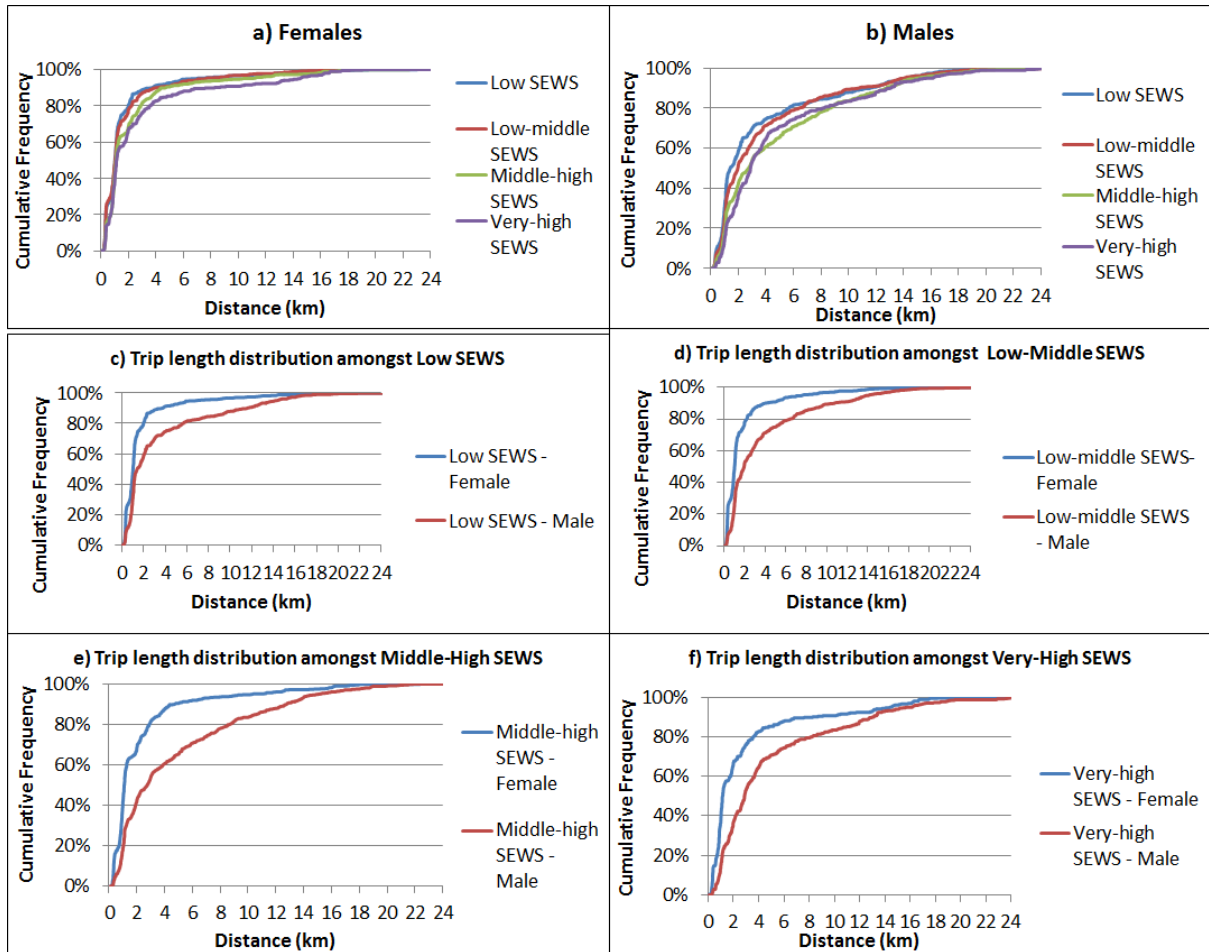 a) Females
Cumulative Frequency
100%
80%
60%
40%
20%
0%
0 2 4 6 8 10 12 14 16 18 20 22 24
Distance (km)
Low SEWS
Low-middle
SEWS
Middle-high
SEWS
Very-high
SEWS
b) Males
Cumulative Frequency
100%
80%
60%
40%
20%
0%
0 2 4 6 8 10 12 14 16 18 20 22 24
Distance (km)
Low SEWS
Low-middle
SEWS
Middle-high
SEWS
Very-high
SEWS
c) Trip length distribution amongst Low SEWS
Cumulative Frequency
100%
80%
60%
40%
20%
0%
0 2 4 6 8 10 12 14 16 18 20 22 24
Distance (km)
Low SEWS -
Female
Low SEWS - Male
d) Trip length distribution amongst Low-Middle SEWS
Cumulative Frequency
100%
80%
60%
40%
20%
0%
0 2 4 6 8 10 12 14 16 18 20 22 24
Distance (km)
Low-middle SEWS-
Female
Low-middle SEWS
- Male
e) Trip length distribution amongst Middle-High SEWS
Cumulative Frequency
100%
80%
60%
40%
20%
0%
0 2 4 6 8 10 12 14 16 18 20 22 24
Distance (km)
Middle-high
SEWS -
Female
Middle-high
SEWS -
Male
f) Trip length distribution amongst Very-High SEWS
Cumulative Frequency
100%
80%
60%
40%
20%
0%
0 2 4 6 8 10 12 14 16 18 20 22 24
Distance (km)
Very-high
SEWS - Female
Very-high
SEWS - Male